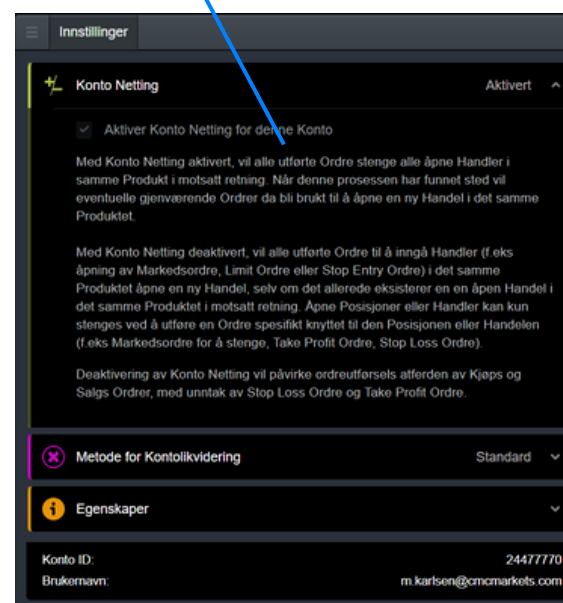 Innstillinger
Konto Netting Aktivert
Aktiver Konto Netting for denne Konto
Med Konto Netting aktivert, vil alle utførte Ordre stenge alle åpne Handler i
samme Produkt i motsatt retning. Når denne prosessen har funnet sted vil
eventuelle gjenværende Ordrer da bli brukt til å åpne en ny Handel i det samme
Produktet.
Med Konto Netting deaktivert, vil alle utførte Ordre til å inngå Handler (f.eks
åpning av Markedsordre, Limit Ordre eller Stop Entry Ordre) i det samme
Produktet åpne en ny Handel, selv om det allerede eksisterer en en åpen Handel i
det samme Produktet i motsatt retning. Åpne Posisjoner eller Handler kan kun
stenges ved å utføre en Ordre spesifikt knyttet til den Posisjonen eller Handelen
(f.eks Markedsordre for å stenge, Take Profit Ordre, Stop Loss Ordre).
Deaktivering av Konto Netting vil påvirke ordreutførsels atferden av Kjøps og
Salgs Ordrer, med unntak av Stop Loss Ordre og Take Profit Ordre.
Metode for Kontolikvidering Standard
Egenskaper
Konto ID: 24477770
Brukernavn: m.karlsen@cmcmarkets.com